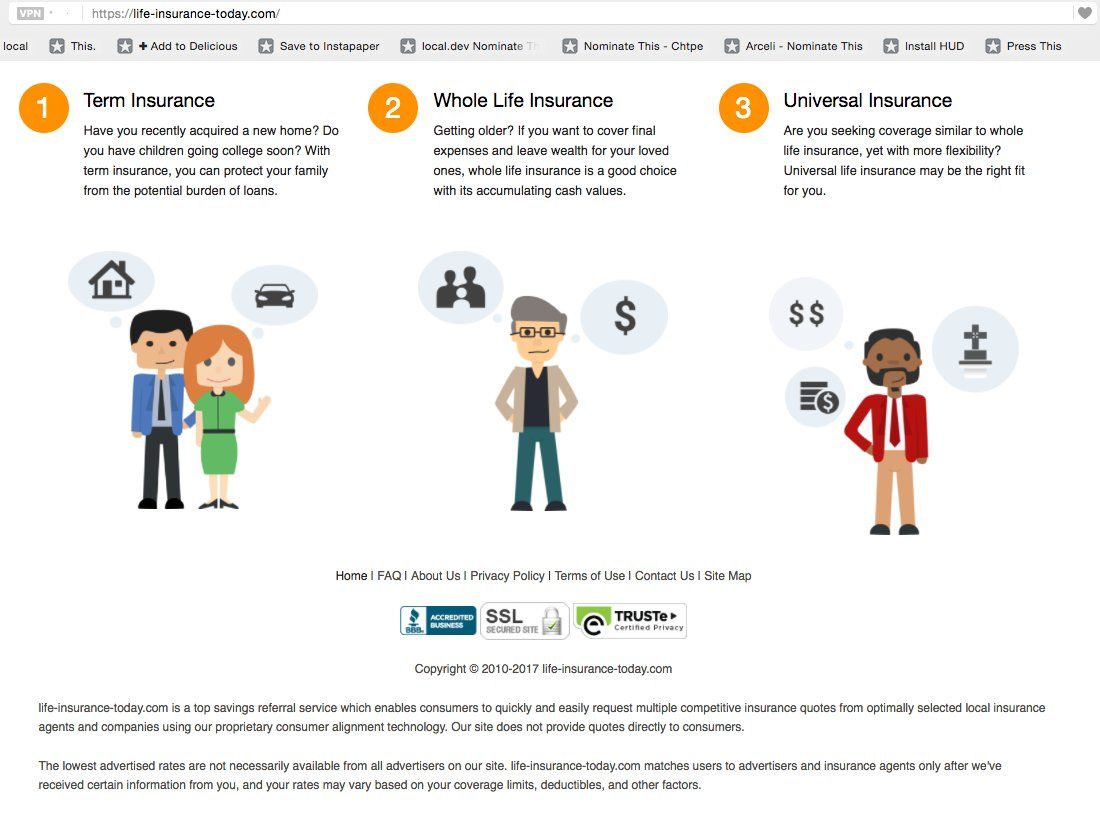 VPN https://life-insurance-today.com/
local This. + Add to Delicious Save to Instapaper local.dev Nominate Nominate This - Chtpe Arceli - Nominate This Install HUD Press This
1 Term Insurance
Have you recently acquired a new home? Do
you have children going college soon? With
term insurance, you can protect your family
from the potential burden of loans.
2 Whole Life Insurance
Getting older? If you want to cover final
expenses and leave wealth for your loved
ones, whole life insurance is a good choice
with its accumulating cash values.
3 Universal Insurance
Are you seeking coverage similar to whole
life insurance, yet with more flexibility?
Universal life insurance may be the right fit
for you.
$
$ $
$
Home | FAQ | About Us | Privacy Policy | Terms of Use | Contact Us | Site Map
BBB ACCREDITED
BUSINESS
SSL
SECURED SITE
TRUSTe
Certified Privacy
Copyright © 2010-2017 life-insurance-today.com
life-insurance-today.com is a top savings referral service which enables consumers to quickly and easily request multiple competitive insurance quotes from optimally selected local insurance
agents and companies using our proprietary consumer alignment technology. Our site does not provide quotes directly to consumers.
The lowest advertised rates are not necessarily available from all advertisers on our site. life-insurance-today.com matches users to advertisers and insurance agents only after we've
received certain information from you, and your rates may vary based on your coverage limits, deductibles, and other factors.